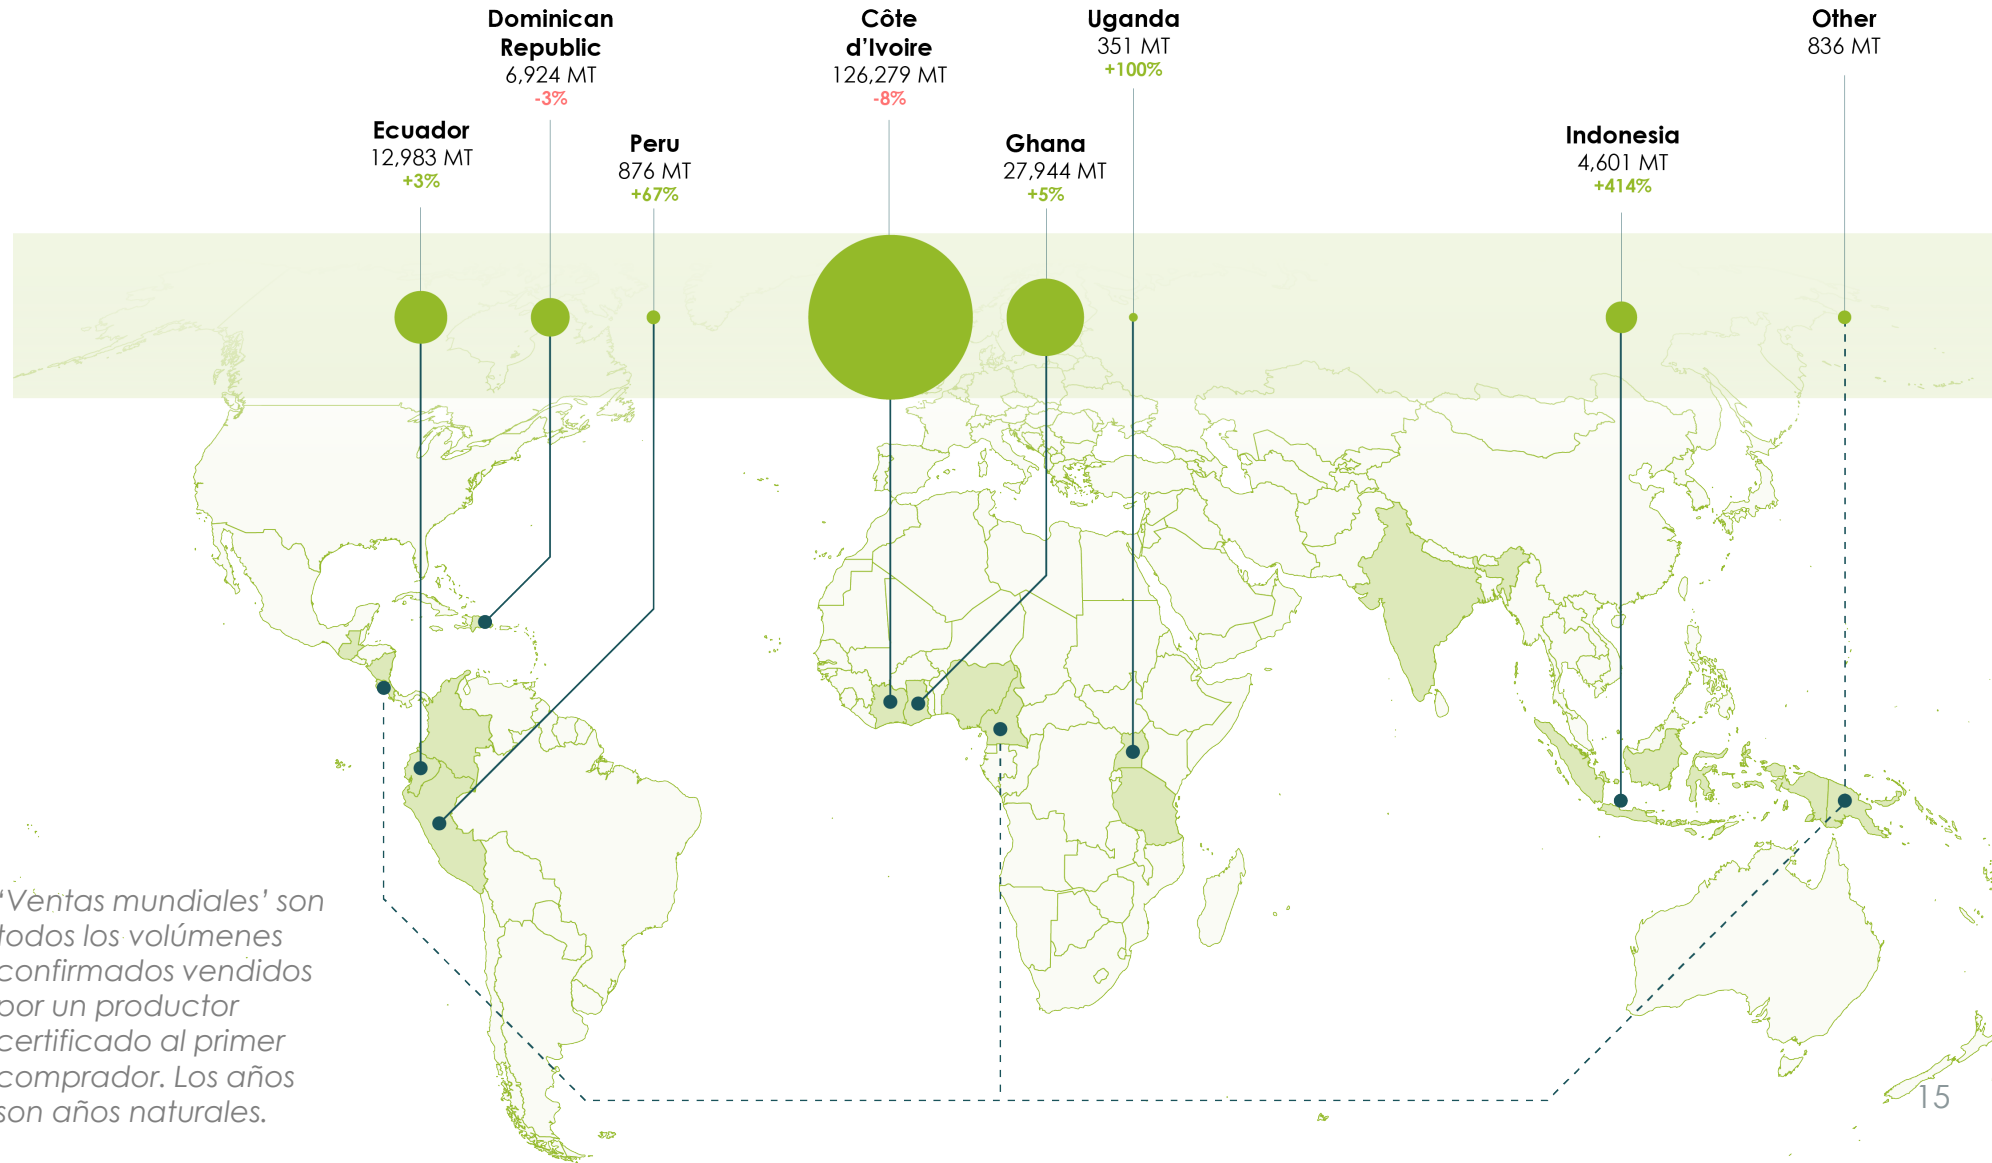 Dominican
Republic
6,924 MT
-3%
Côte
d'Ivoire
126,279 MT
-8%
Uganda
351 MT
+100%
Other
836 MT
Ecuador
12,983 MT
+3%
Peru
876 MT
+67%
Ghana
27,944 MT
+5%
Indonesia
4,601 MT
+414%
'Ventas mundiales' son
todos los volúmenes
confirmados vendidos
por un productor
certificado al primer
comprador. Los años
son años naturales.
15